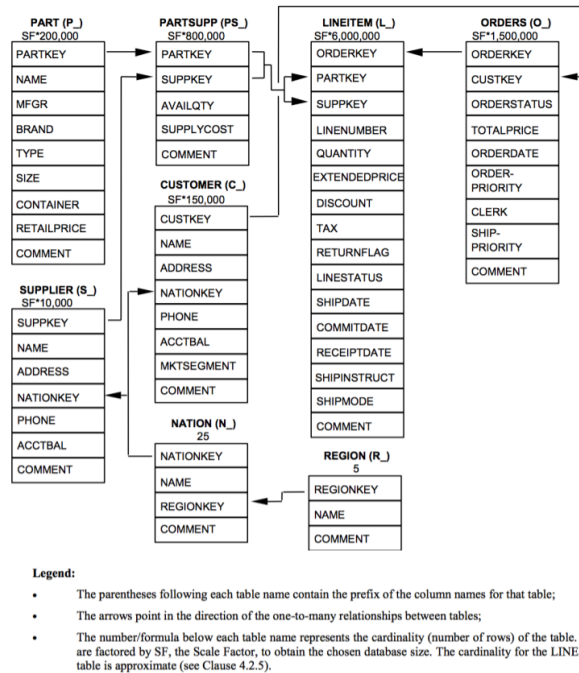 PART (P_)
SF*200,000
PARTKEY
NAME
MFGR
BRAND
TYPE
SIZE
CONTAINER
RETAILPRICE
COMMENT
SUPPLIER (S_)
SF*10,000
SUPPKEY
NAME
ADDRESS
NATIONKEY
PHONE
ACCTBAL
COMMENT
PARTSUPP (PS_)
SF*800,000
PARTKEY
SUPPKEY
AVAILQTY
SUPPLYCOST
COMMENT
CUSTOMER (C_)
SF*150,000
CUSTKEY
NAME
ADDRESS
NATIONKEY
PHONE
ACCTBAL
MKTSEGMENT
COMMENT
NATION (N_)
25
NATIONKEY
NAME
REGIONKEY
COMMENT
LINEITEM (L_)
SF*6,000,000
ORDERKEY
PARTKEY
SUPPKEY
LINENUMBER
QUANTITY
EXTENDEDPRICE
DISCOUNT
TAX
RETURNFLAG
LINESTATUS
SHIPDATE
COMMITDATE
RECEIPTDATE
SHIPINSTRUCT
SHIPMODE
COMMENT
REGION (R_)
5
REGIONKEY
NAME
COMMENT
ORDERS (O_)
SF*1,500,000
ORDERKEY
CUSTKEY
ORDERSTATUS
TOTALPRICE
ORDERDATE
ORDER-
PRIORITY
CLERK
SHIP-
PRIORITY
COMMENT
Legend:
• The parentheses following each table name contain the prefix of the column names for that table;
• The arrows point in the direction of the one-to-many relationships between tables;
• The number/formula below each table name represents the cardinality (number of rows) of the table.
are factored by SF, the Scale Factor, to obtain the chosen database size. The cardinality for the LINE
table is approximate (see Clause 4.2.5).